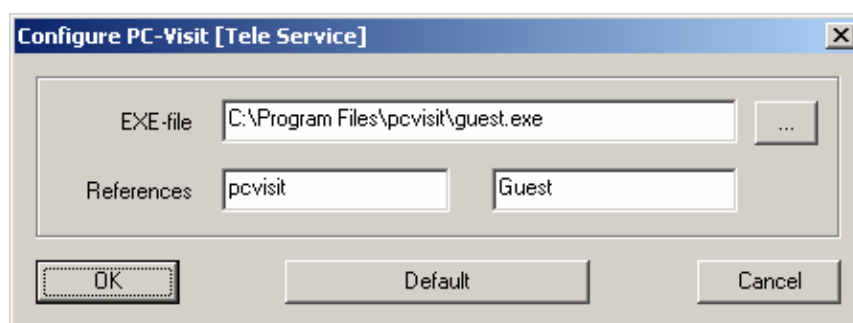 Configure PC-Visit [Tele Service]
EXE-file C:\Program Files\pcvisit\guest.exe ...
References pcvisit Guest
OK Default Cancel